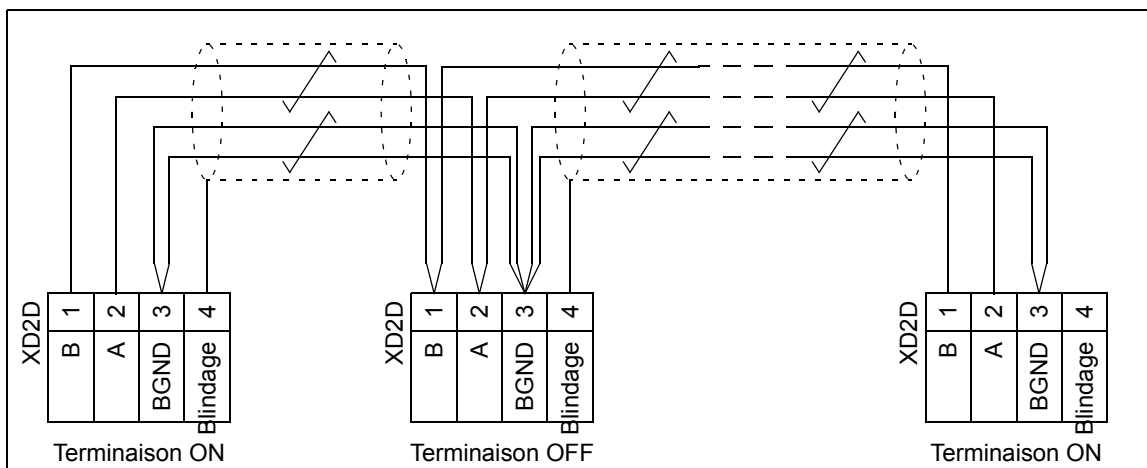 XD2D 1 2 3 4
B A BGND Blindage
Terminaison ON
XD2D 1 2 3 4
B A BGND Blindage
Terminaison OFF
XD2D 1 2 3 4
B A BGND Blindage
Terminaison ON